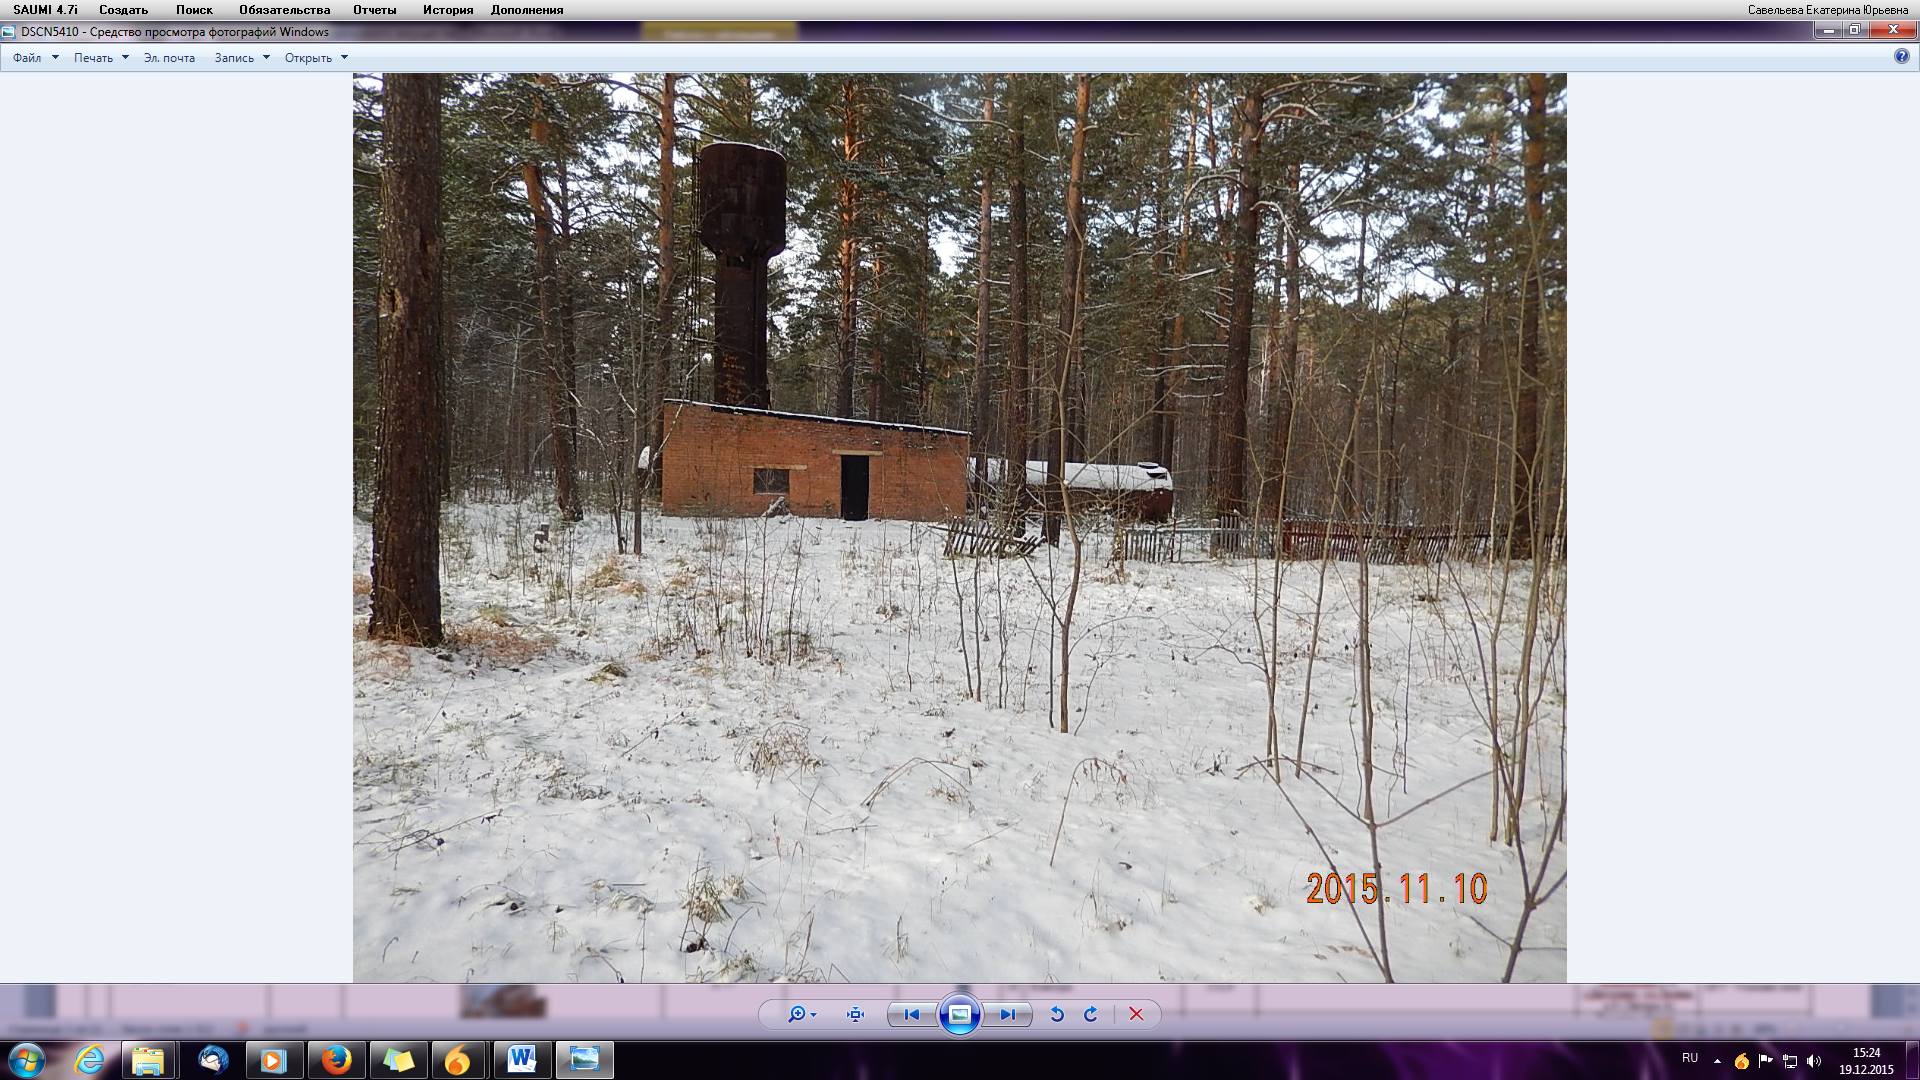 SAUMI 4.7i Создать Поиск Обязательства Отчеты История Дополнения Савельева Екатерина Юрьевна
DSCN5410 - Средство просмотра фотографий Windows
Файл Печать Эл. почта Запись Открыть
2015.11.10
RU
15:24
19.12.2015